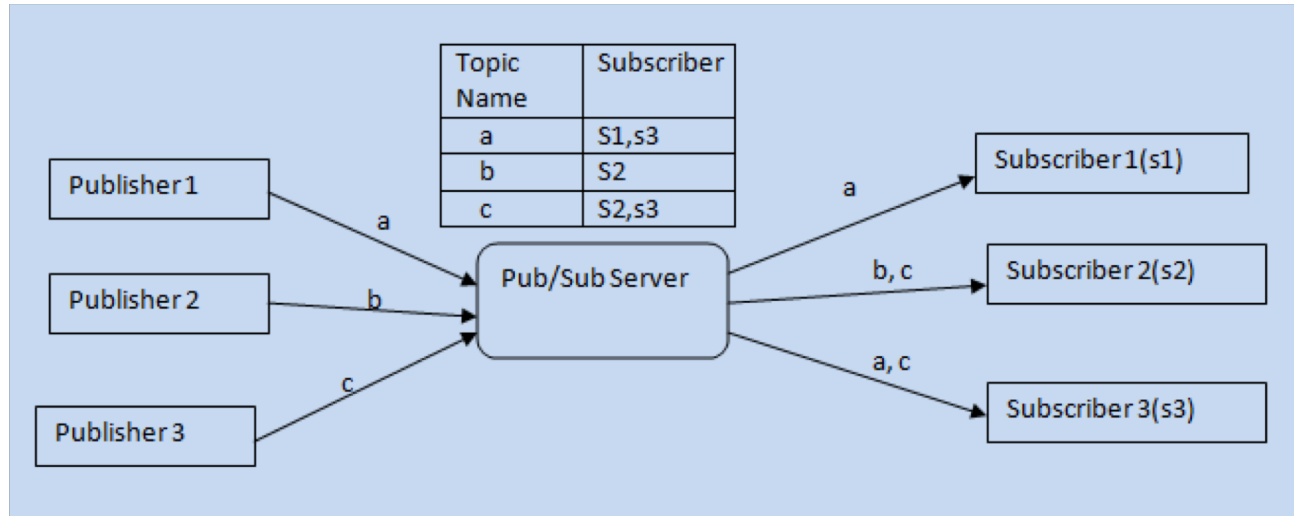 Topic Name Subscriber
a S1,s3
b S2
c S2,s3
Publisher 1
a
Publisher 2
b
Publisher 3
c
Pub/Sub Server
a
Subscriber 1(s1)
b, c
Subscriber 2(s2)
a, c
Subscriber 3(s3)